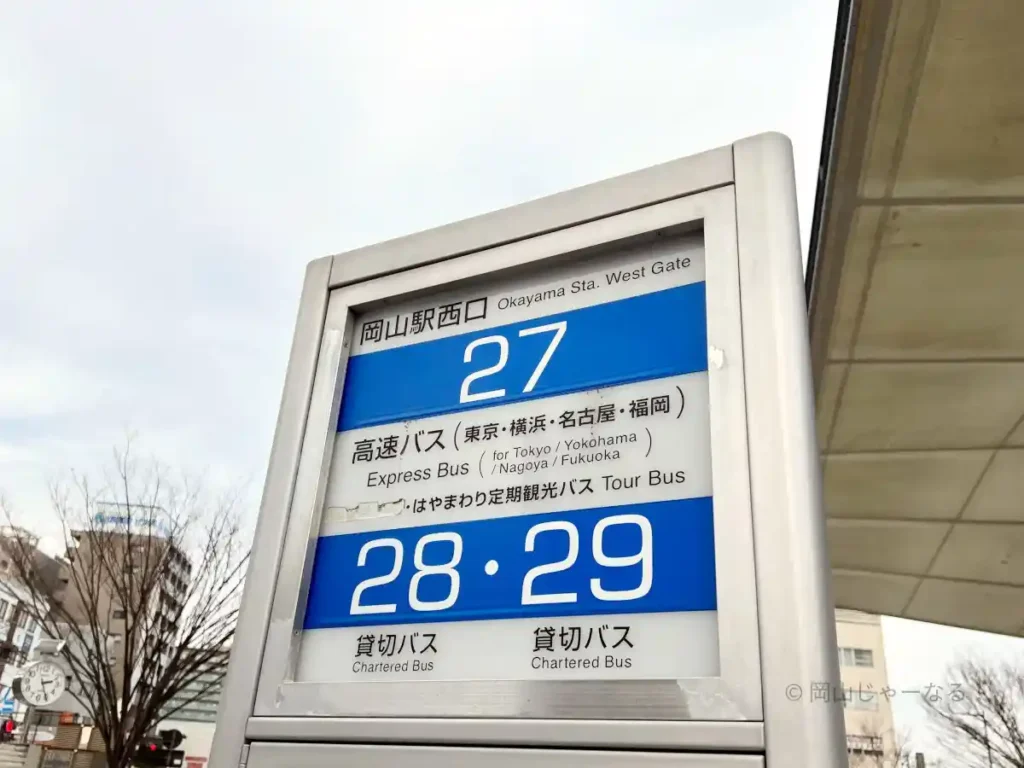 岡山駅西口 Okayama Sta. West Gate
27
高速バス(東京・横浜・名古屋・福岡)
Express Bus (for Tokyo / Yokohama
/ Nagoya / Fukuoka)
・はやまわり定期観光バス Tour Bus
28・29
貸切バス 貸切バス
Chartered Bus Chartered Bus
© 岡山じゃーなる